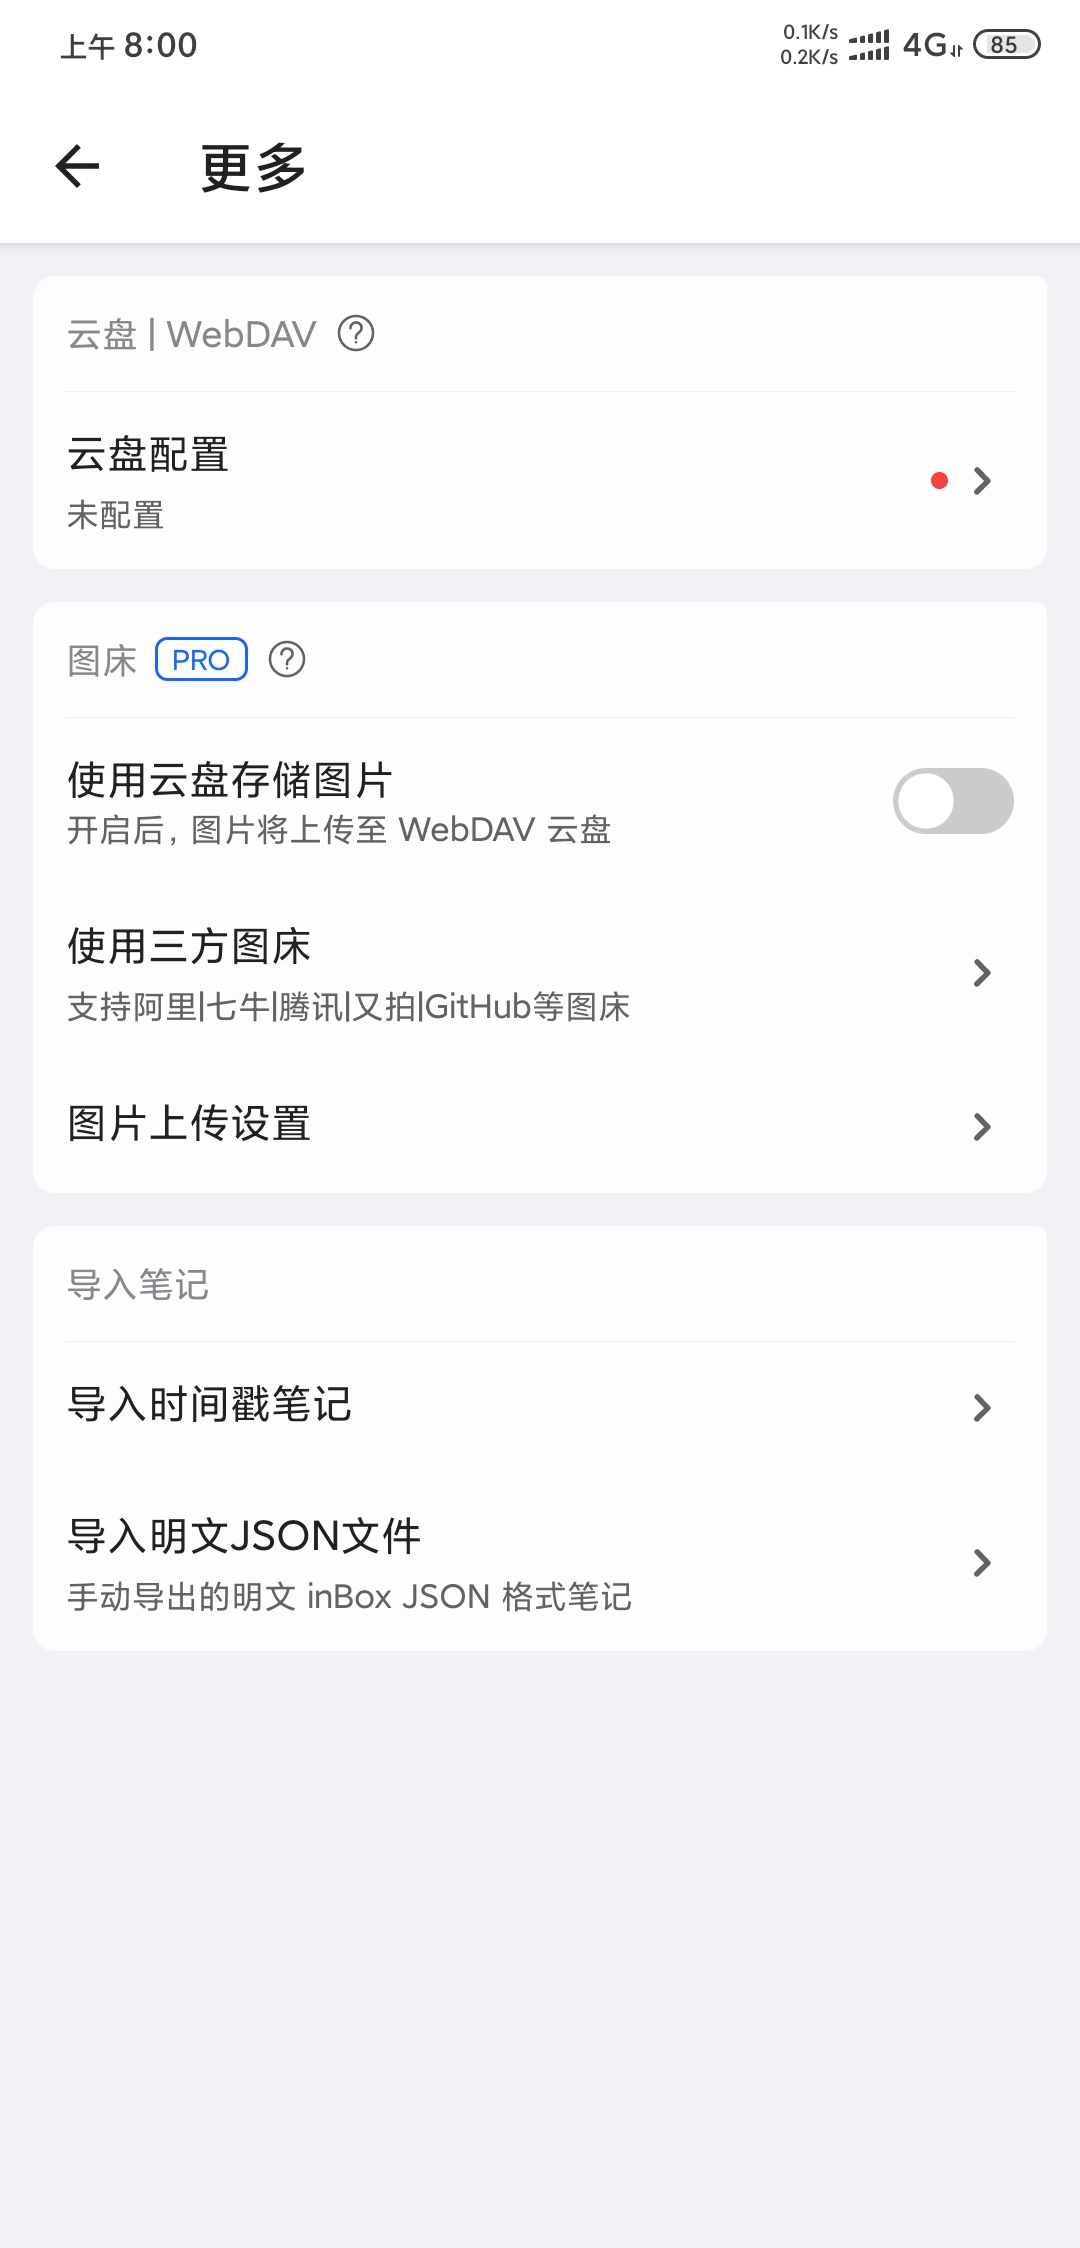 上午 8:00
0.1K/s
0.2K/s
4G
85
更多
云盘 | WebDAV
云盘配置
未配置
图床 PRO
使用云盘存储图片
开启后，图片将上传至 WebDAV 云盘
使用三方图床
支持阿里|七牛|腾讯|又拍|GitHub等图床
图片上传设置
导入笔记
导入时间戳笔记
导入明文JSON文件
手动导出的明文 inBox JSON 格式笔记